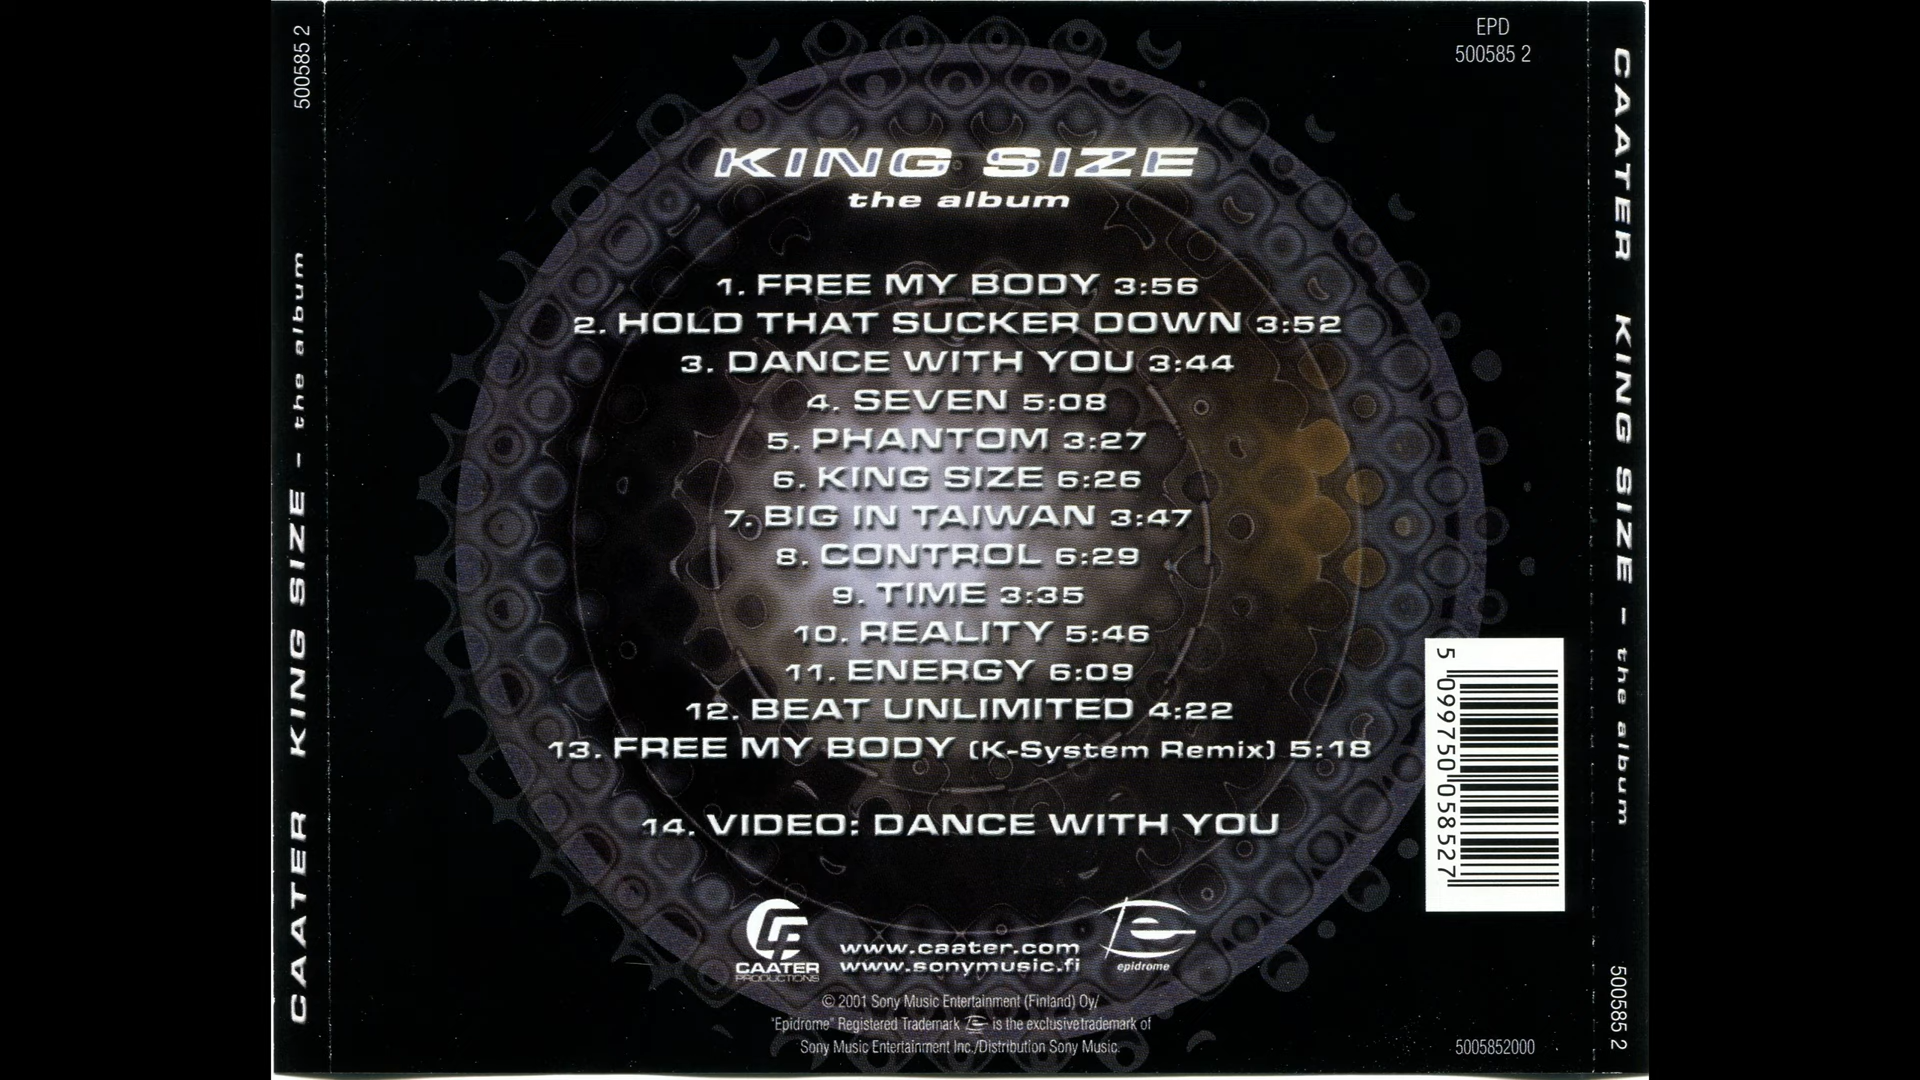 500585 2
CAATER KING SIZE - the album
EPD
500585 2
KING SIZE
the album
1. FREE MY BODY 3:56
2. HOLD THAT SUCKER DOWN 3:52
3. DANCE WITH YOU 3:44
4. SEVEN 5:08
5. PHANTOM 3:27
6. KING SIZE 6:26
7. BIG IN TAIWAN 3:47
8. CONTROL 6:29
9. TIME 3:35
10. REALITY 5:46
11. ENERGY 6:09
12. BEAT UNLIMITED 4:22
13. FREE MY BODY (K-System Remix) 5:18
14. VIDEO: DANCE WITH YOU
CAATER
PRODUCTIONS
www.caater.com
www.sonymusic.fi
epidrome
© 2001 Sony Music Entertainment (Finland) Oy/
"Epidrome" Registered Trademark E is the exclusive trademark of
Sony Music Entertainment Inc./Distribution Sony Music.
5 099750 058527
5005852000
CAATER KING SIZE - the album
500585 2